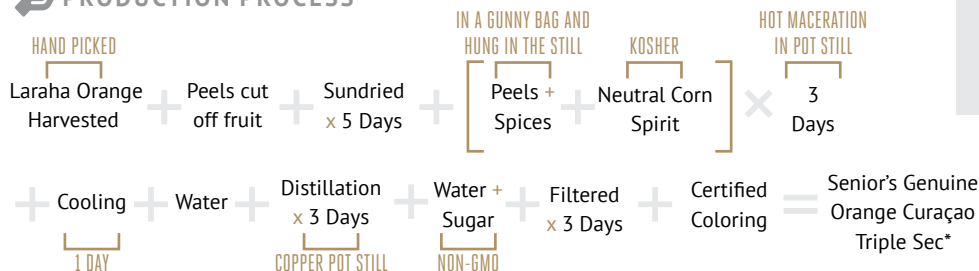 PRODUCTION PROCESS
IN A GUNNY BAG AND
HUNG IN THE STILL
HOT MACERATION
IN POT STILL
HAND PICKED
KOSHER
Laraha Orange
Harvested
+
Peels cut
off fruit
+
Sundried
x 5 Days
+
[
Peels +
Spices
+
Neutral Corn
Spirit
]
×
3
Days
+
Cooling
1 DAY
+
Water
+
Distillation
x 3 Days
COPPER POT STILL
+
Water +
Sugar
NON-GMO
+
Filtered
x 3 Days
+
Certified
Coloring
=
Senior's Genuine
Orange Curaçao
Triple Sec*